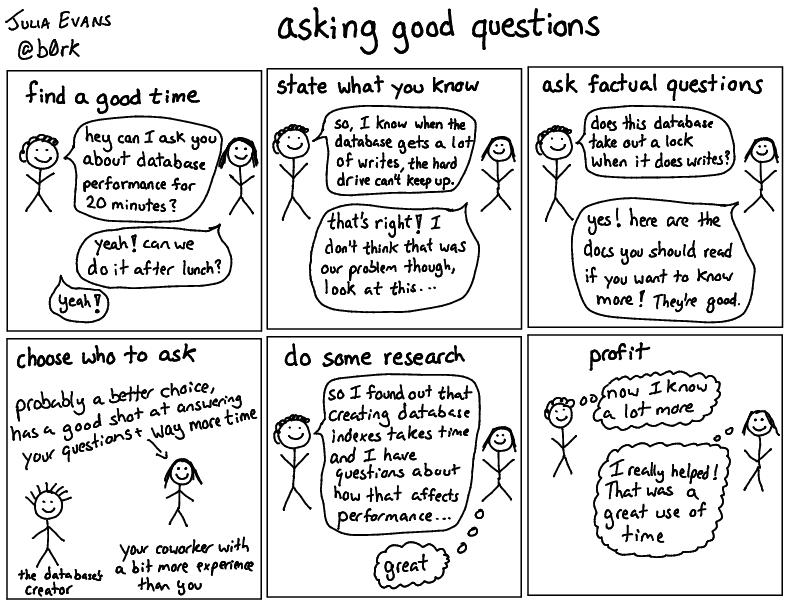 JULIA EVANS
@b0rk
asking good questions
find a good time
hey can I ask you
about database
performance for
20 minutes?
yeah! can we
do it after lunch?
yeah!
state what you know
so, I know when the
database gets a lot
of writes, the hard
drive can't keep up.
that's right! I
don't think that was
our problem though,
look at this...
ask factual questions
does this database
take out a lock
when it does writes?
yes! here are the
docs you should read
if you want to know
more! They're good.
choose who to ask
probably a better choice,
has a good shot at answering
your questions + way more time
the database's
creator
your coworker with
a bit more experience
than you
do some research
so I found out that
creating database
indexes takes time
and I have
questions about
how that affects
performance...
great
profit
now I know
a lot more
I really helped!
That was a
great use of
time